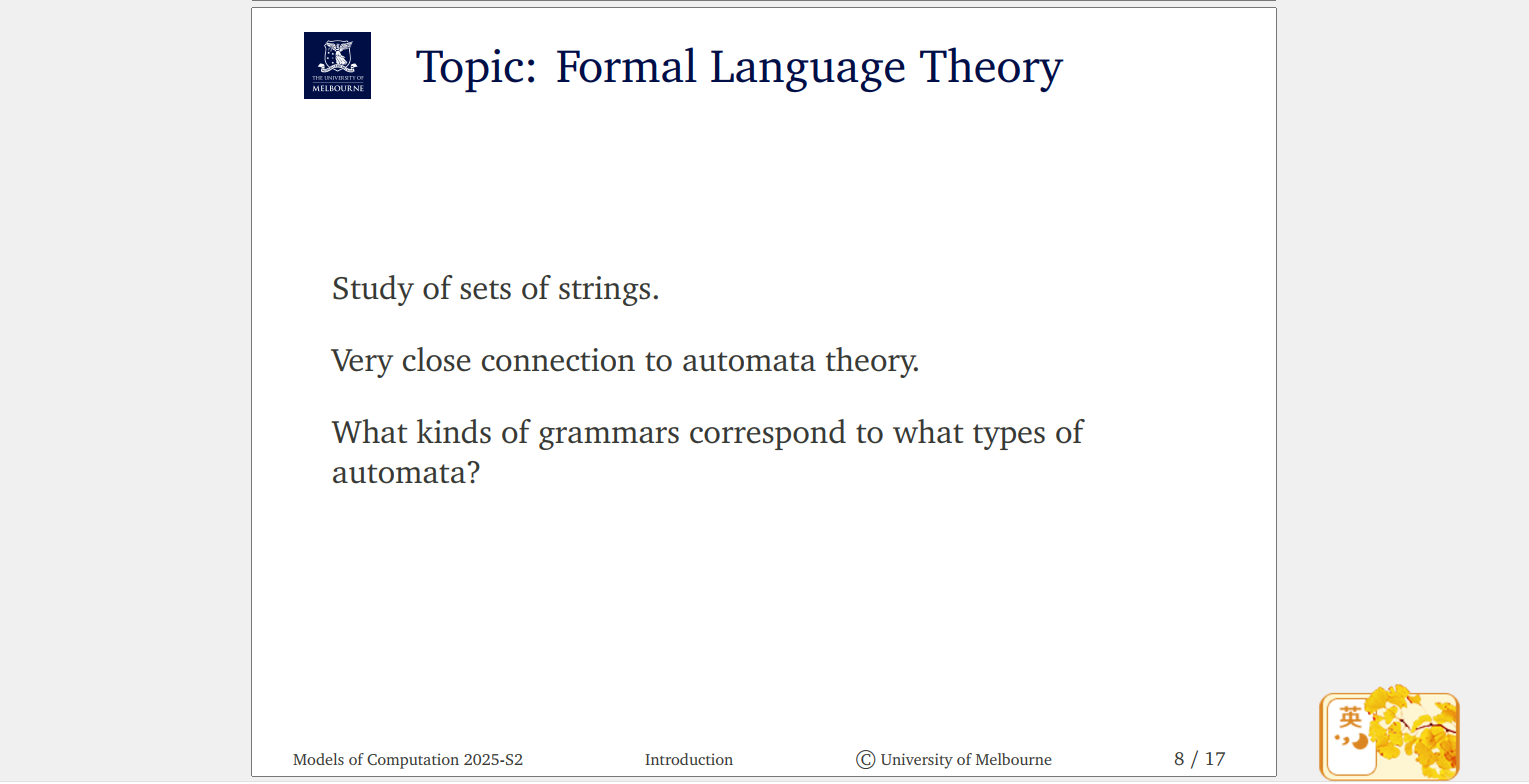 THE UNIVERSITY OF
MELBOURNE
Topic: Formal Language Theory
Study of sets of strings.
Very close connection to automata theory.
What kinds of grammars correspond to what types of
automata?
Models of Computation 2025-S2 Introduction © University of Melbourne 8 / 17
英